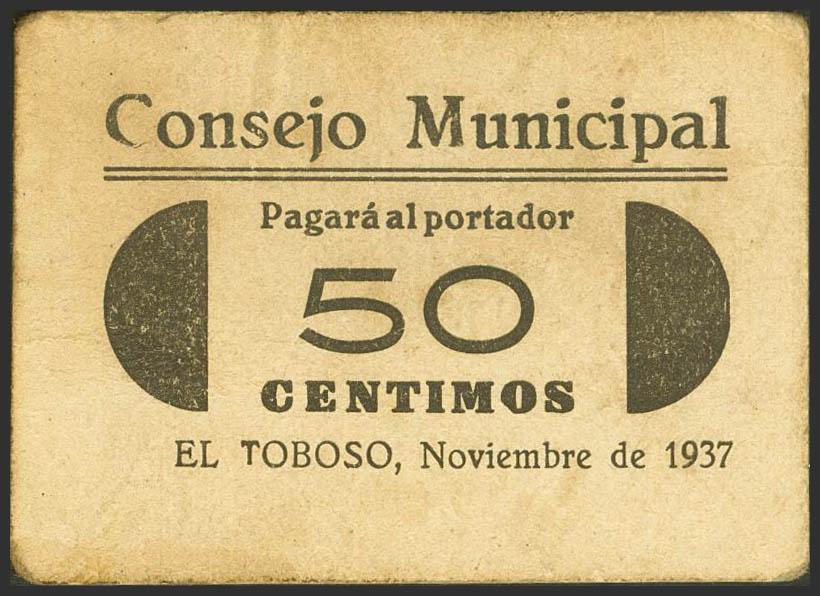 Consejo Municipal
Pagará al portador
50
CENTIMOS
EL TOBOSO, Noviembre de 1937